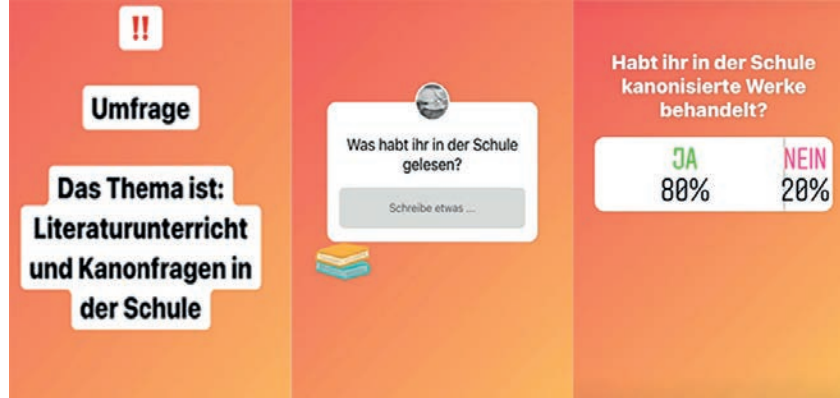 ‼
Umfrage
Das Thema ist:
Literaturunterricht
und Kanonfragen in
der Schule
Was habt ihr in der Schule
gelesen?
Schreibe etwas ...
Habt ihr in der Schule
kanonisierte Werke
behandelt?
JA NEIN
80% 20%